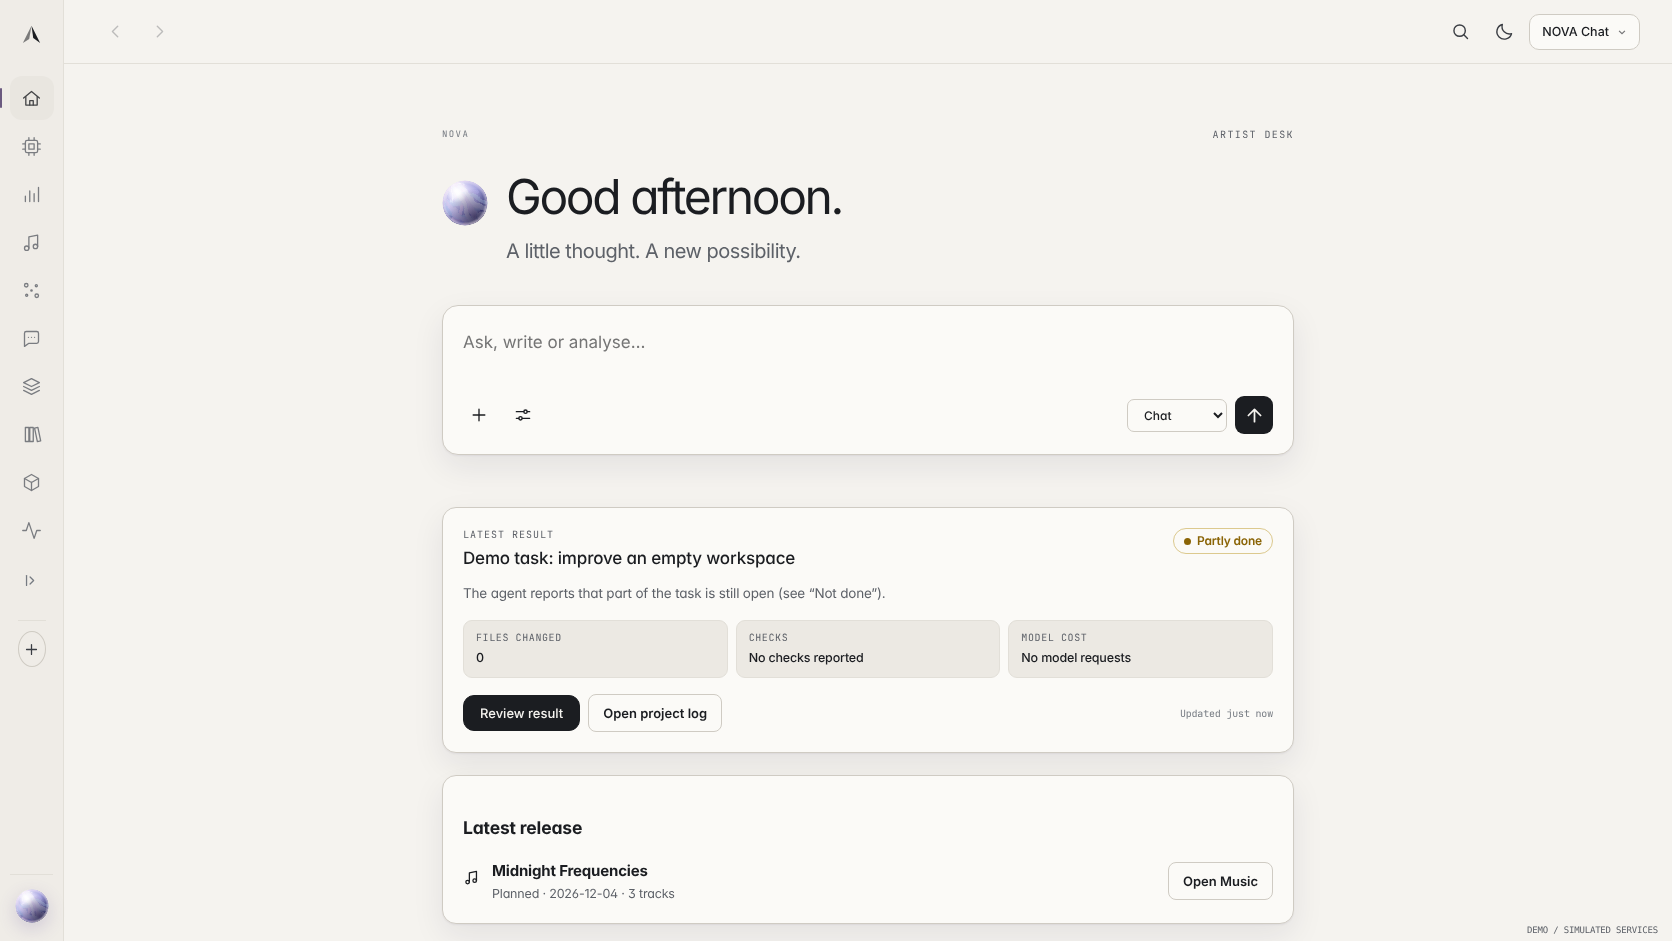 NOVA Chat
NOVA
ARTIST DESK
Good afternoon.
A little thought. A new possibility.
Ask, write or analyse...
Chat
LATEST RESULT
Partly done
Demo task: improve an empty workspace
The agent reports that part of the task is still open (see “Not done”).
FILES CHANGED
0
CHECKS
No checks reported
MODEL COST
No model requests
Review result
Open project log
Updated just now
Latest release
Midnight Frequencies
Planned · 2026-12-04 · 3 tracks
Open Music
DEMO / SIMULATED SERVICES